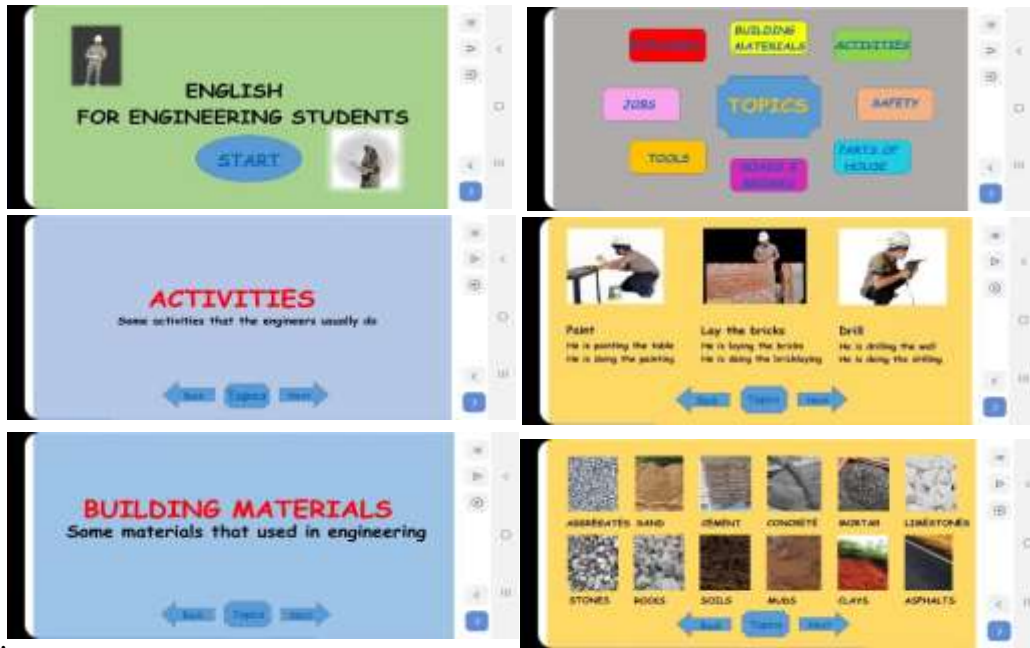 ENGLISH
FOR ENGINEERING STUDENTS
START
BUILDING
MATERIALS
ACTIVITIES
JOBS
TOPICS
SAFETY
TOOLS
PARTS OF
HOUSE
ACTIVITIES
Some activities that the engineers usually do
Back Topics Next
Paint
He is painting the table
He is doing the painting
Lay the bricks
He is laying the bricks
He is doing the bricklaying
Drill
He is drilling the wall
He is doing the drilling
Back Topics Next
BUILDING MATERIALS
Some materials that used in engineering
Back Topics Next
AGGREGATES SAND CEMENT CONCRETE MORTAR LIMESTONES
STONES ROCKS SOILS MUDS CLAYS ASPHALTS
Back Topics Next